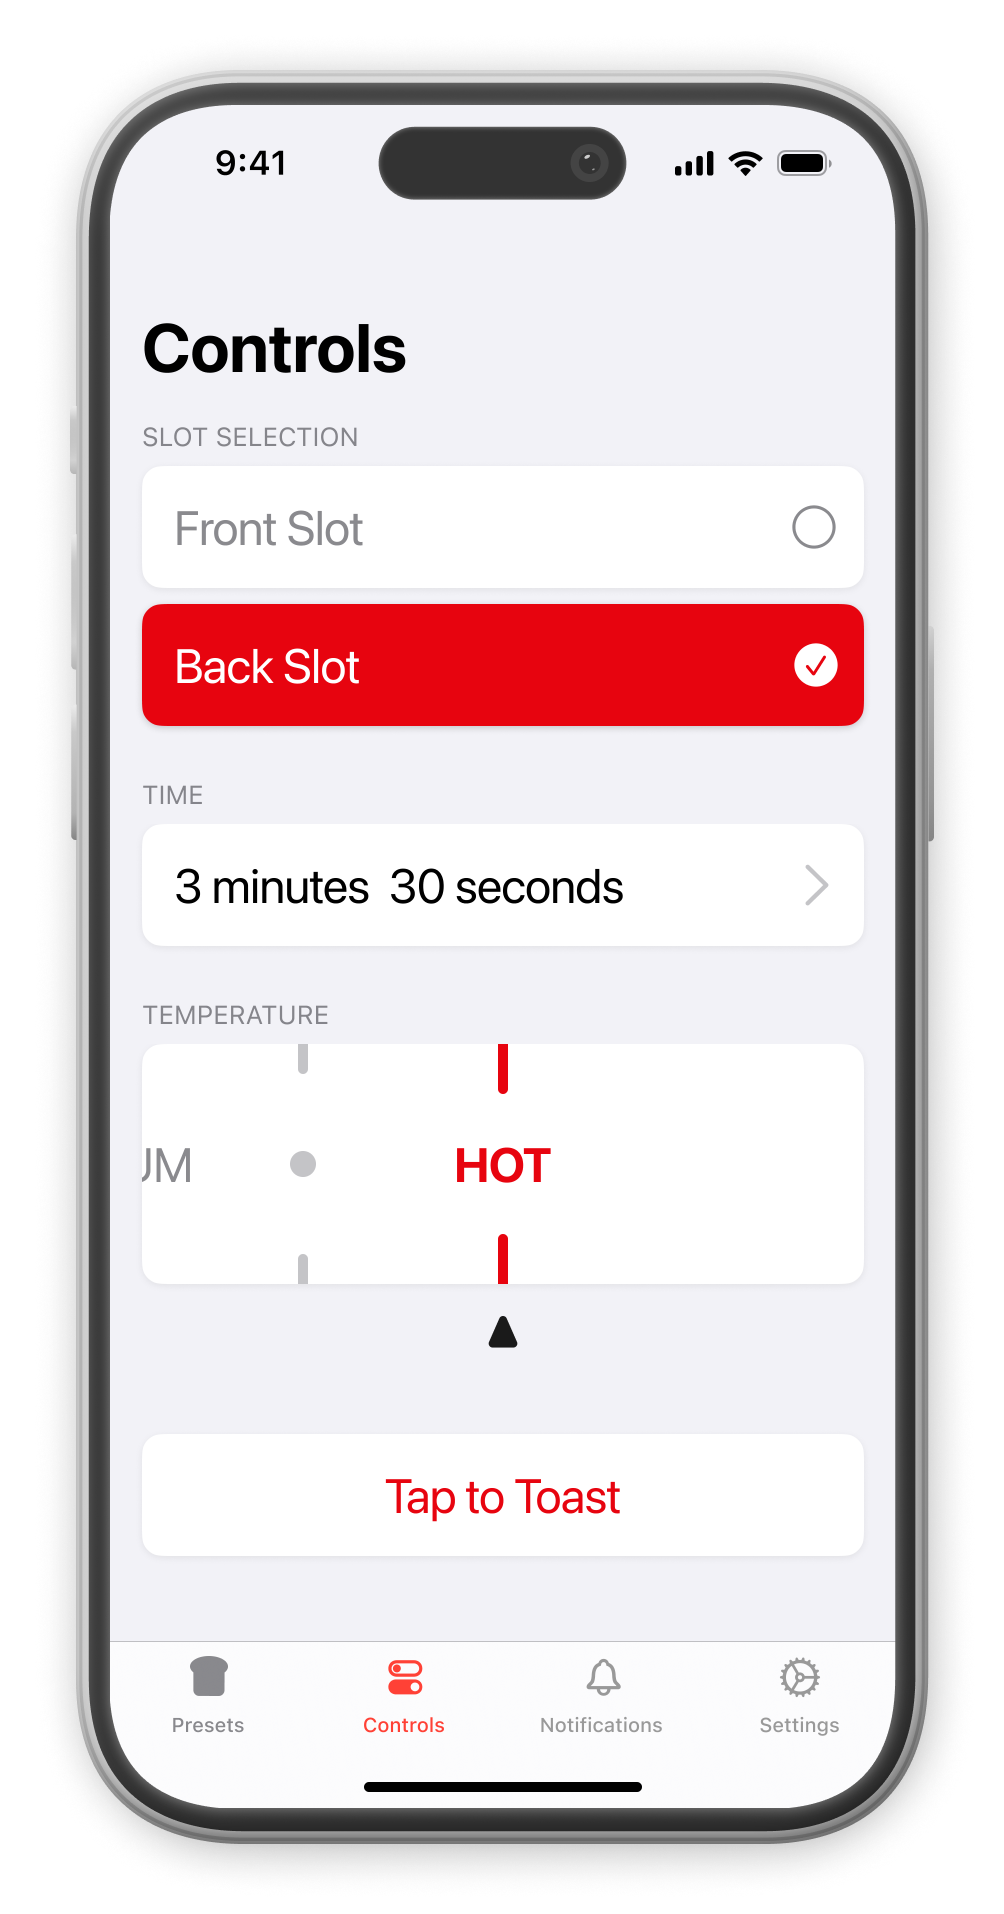 9:41
Controls
SLOT SELECTION
Front Slot
Back Slot
TIME
3 minutes 30 seconds
TEMPERATURE
UM
HOT
Tap to Toast
Presets
Controls
Notifications
Settings